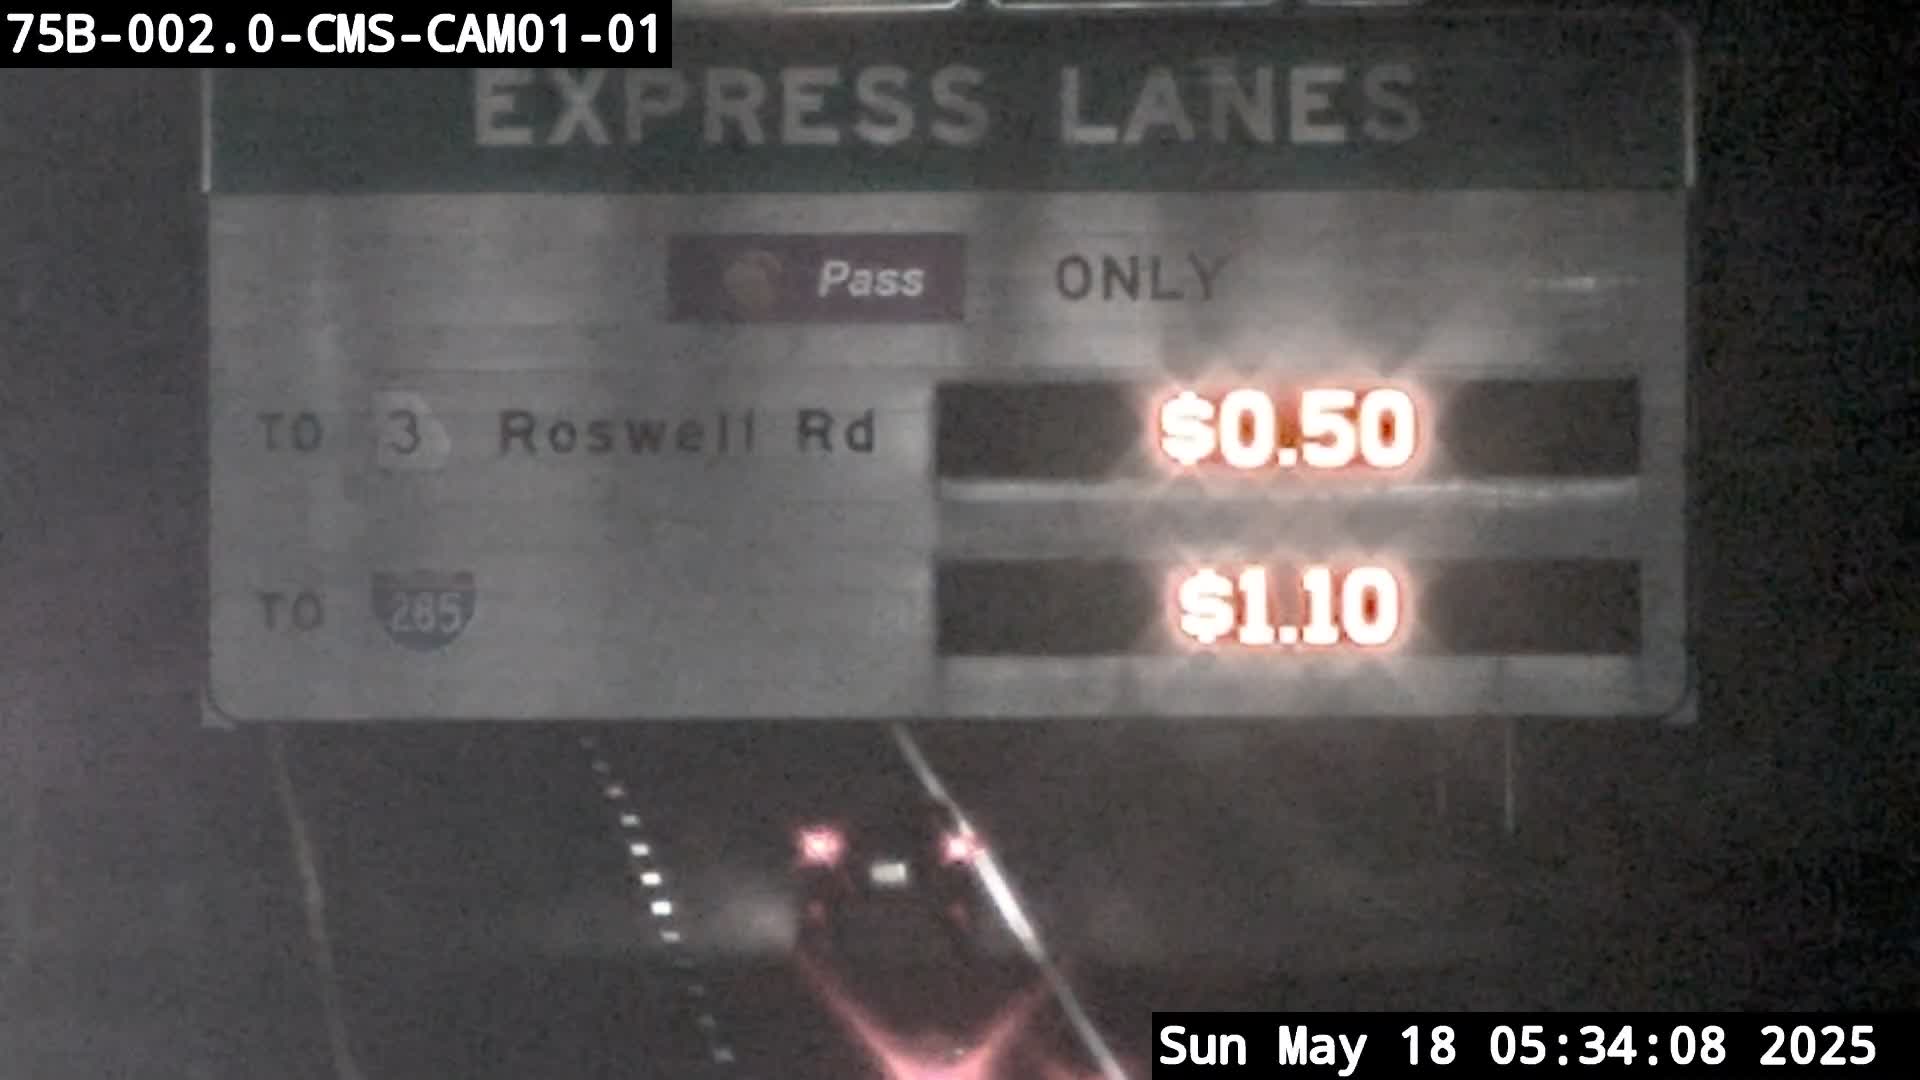 75B-002.0-CMS-CAM01-01
EXPRESS LANES
Pass ONLY
TO 3 Roswell Rd $0.50
TO 285 $1.10
Sun May 18 05:34:08 2025